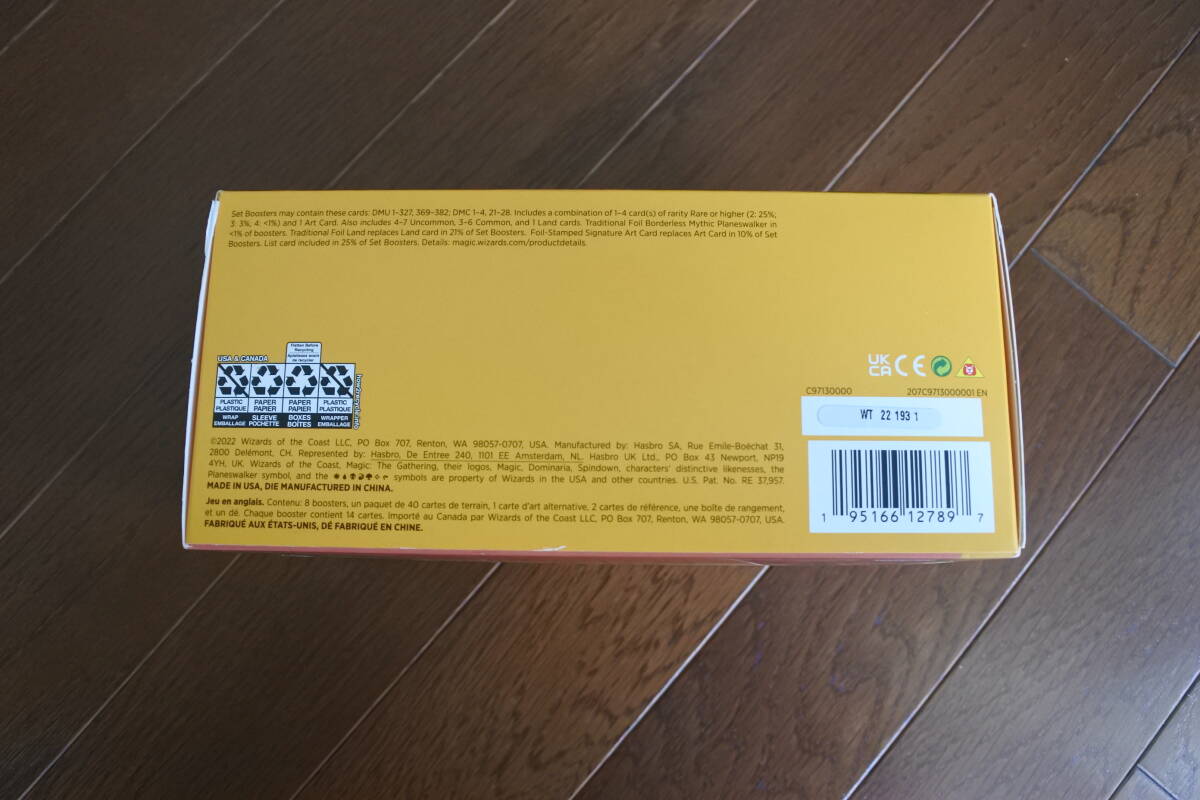 Set Boosters may contain these cards: DMU 1–327, 369–382; DMC 1–4, 21–28. Includes a combination of 1–4 card(s) of rarity Rare or higher (2: 25%;
3: 3%, 4: <1%) and 1 Art Card. Also includes 4–7 Uncommon, 3–6 Common, and 1 Land cards. Traditional Foil Borderless Mythic Planeswalker in
<1% of boosters. Traditional Foil Land replaces Land card in 21% of Set Boosters. Foil-Stamped Signature Art Card replaces Art Card in 10% of Set
Boosters. List card included in 25% of Set Boosters. Details: magic.wizards.com/productdetails.
Flatten Before
Recycling
Aplatissez avant
de recycler
USA & CANADA
how2recycle.info
PLASTIC PAPER PAPER PLASTIC
PLASTIQUE PAPIER PAPIER PLASTIQUE
WRAP SLEEVE BOXES WRAPPER
EMBALLAGE POCHETTE BOÎTES EMBALLAGE
UK
CA CE
C97130000 207C9713000001 EN
WT 22 193 1
©2022 Wizards of the Coast LLC, PO Box 707, Renton, WA 98057-0707, USA. Manufactured by: Hasbro SA, Rue Emile-Boéchat 31,
2800 Delémont, CH. Represented by: Hasbro, De Entree 240, 1101 EE Amsterdam, NL. Hasbro UK Ltd., PO Box 43 Newport, NP19
4YH, UK. Wizards of the Coast, Magic: The Gathering, their logos, Magic, Dominaria, Spindown, characters' distinctive likenesses, the
Planeswalker symbol, and the symbols are property of Wizards in the USA and other countries. U.S. Pat. No. RE 37,957.
MADE IN USA, DIE MANUFACTURED IN CHINA.
Jeu en anglais. Contenu: 8 boosters, un paquet de 40 cartes de terrain, 1 carte d'art alternative, 2 cartes de référence, une boîte de rangement,
et un dé. Chaque booster contient 14 cartes. Importé au Canada par Wizards of the Coast LLC, PO Box 707, Renton, WA 98057-0707, USA.
FABRIQUÉ AUX ÉTATS-UNIS, DÉ FABRIQUÉ EN CHINE.
1 95166 12789 7